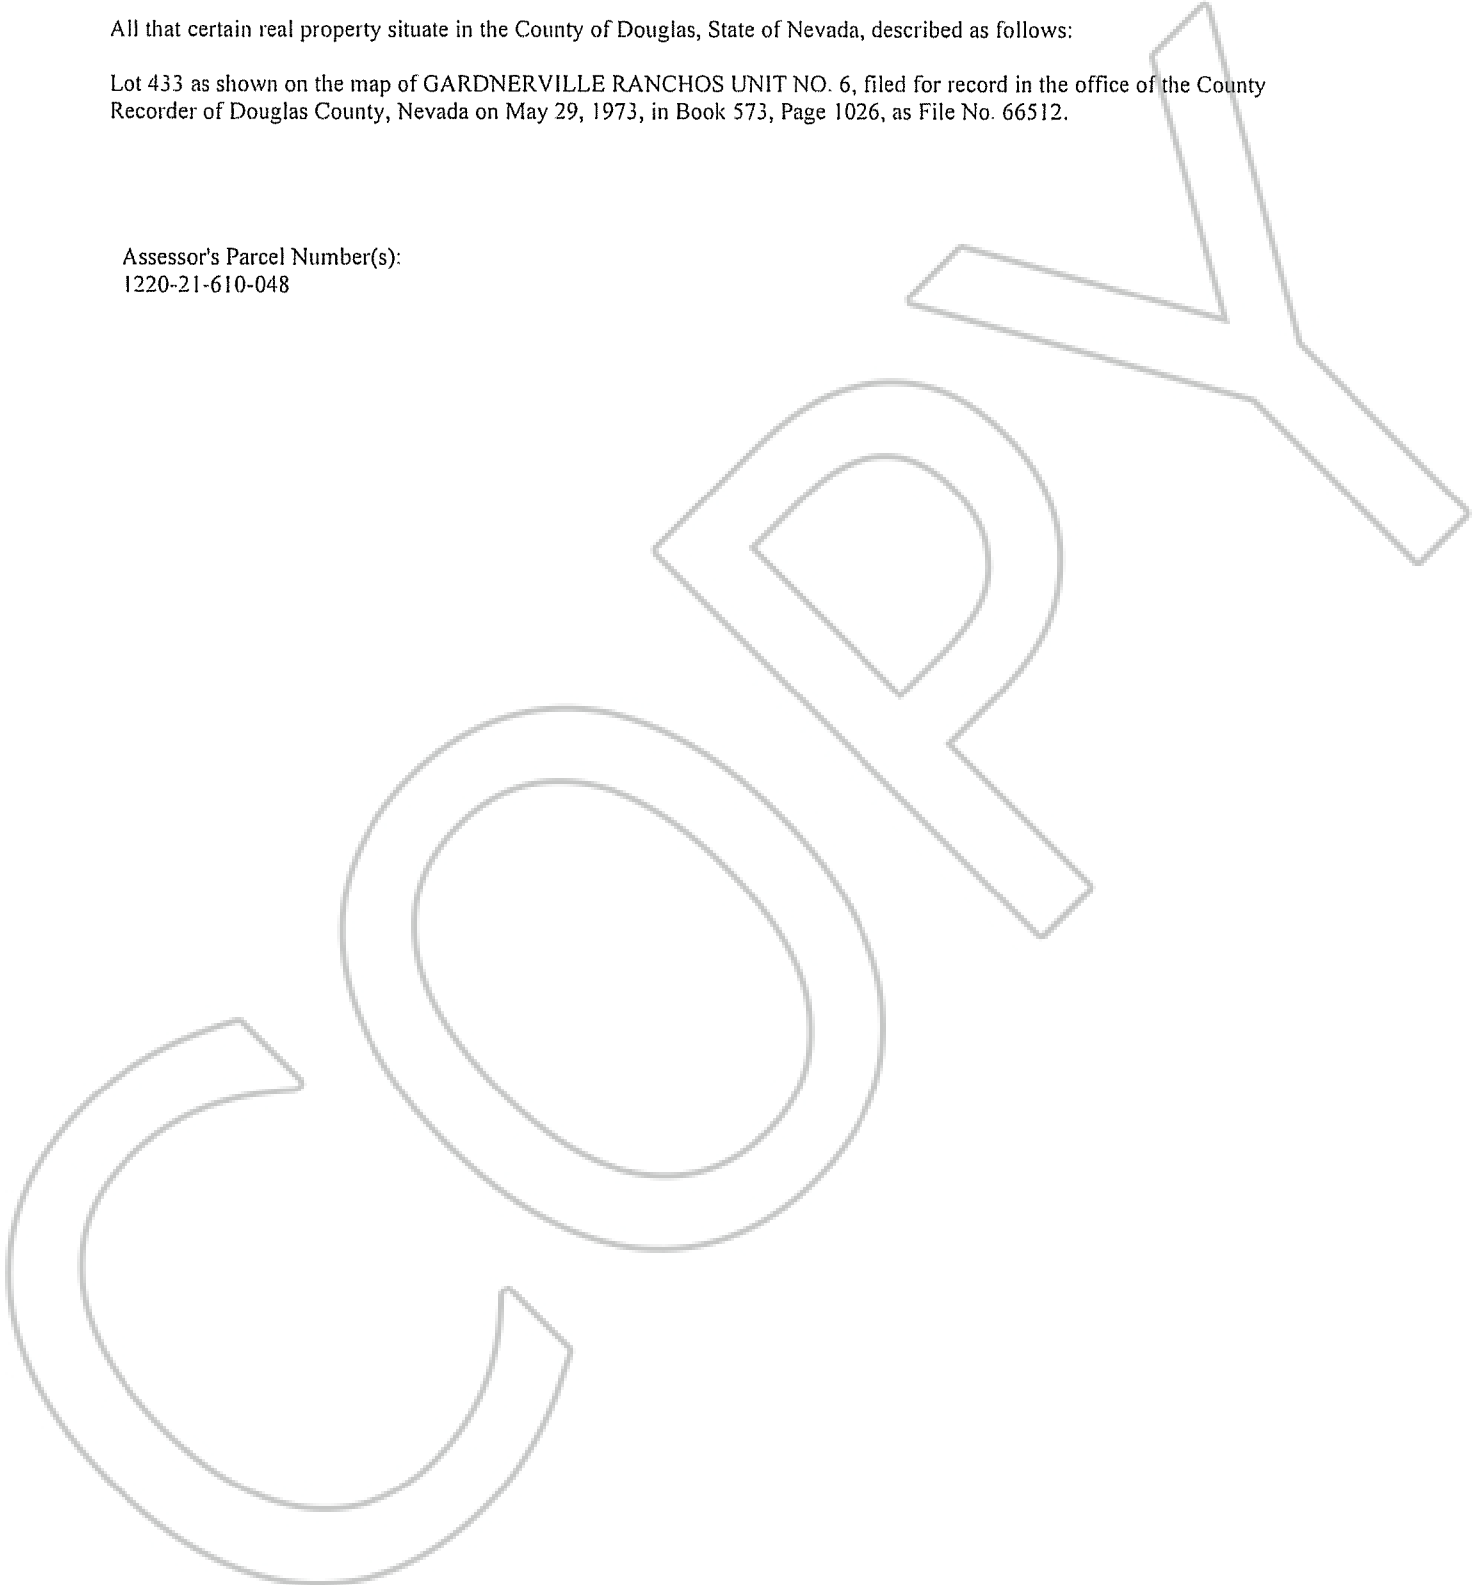 All that certain real property situate in the County of Douglas, State of Nevada, described as follows:
Lot 433 as shown on the map of GARDNERVILLE RANCHOS UNIT NO. 6, filed for record in the office of the County
Recorder of Douglas County, Nevada on May 29, 1973, in Book 573, Page 1026, as File No. 66512.
Assessor's Parcel Number(s):
1220-21-610-048
COPY